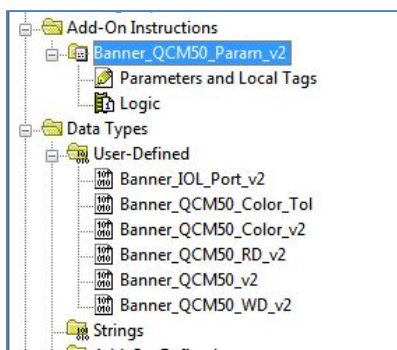 Add-On Instructions
Banner_QCM50_Param_v2
Parameters and Local Tags
Logic
Data Types
User-Defined
Banner_IOL_Port_v2
Banner_QCM50_Color_Tol
Banner_QCM50_Color_v2
Banner_QCM50_RD_v2
Banner_QCM50_v2
Banner_QCM50_WD_v2
Strings